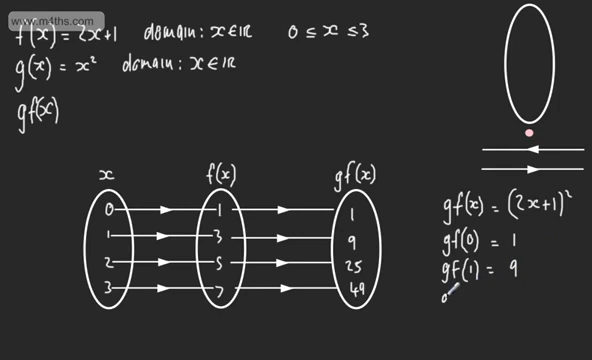 www.m4ths.com
f(x) = 2x+1 domain: x∈ℝ 0 ≤ x ≤ 3
g(x) = x² domain: x∈ℝ
gf(x)
x f(x) gf(x)
0 1 1
1 3 9
2 5 25
3 7 49
gf(x) = (2x+1)²
gf(0) = 1
gf(1) = 9